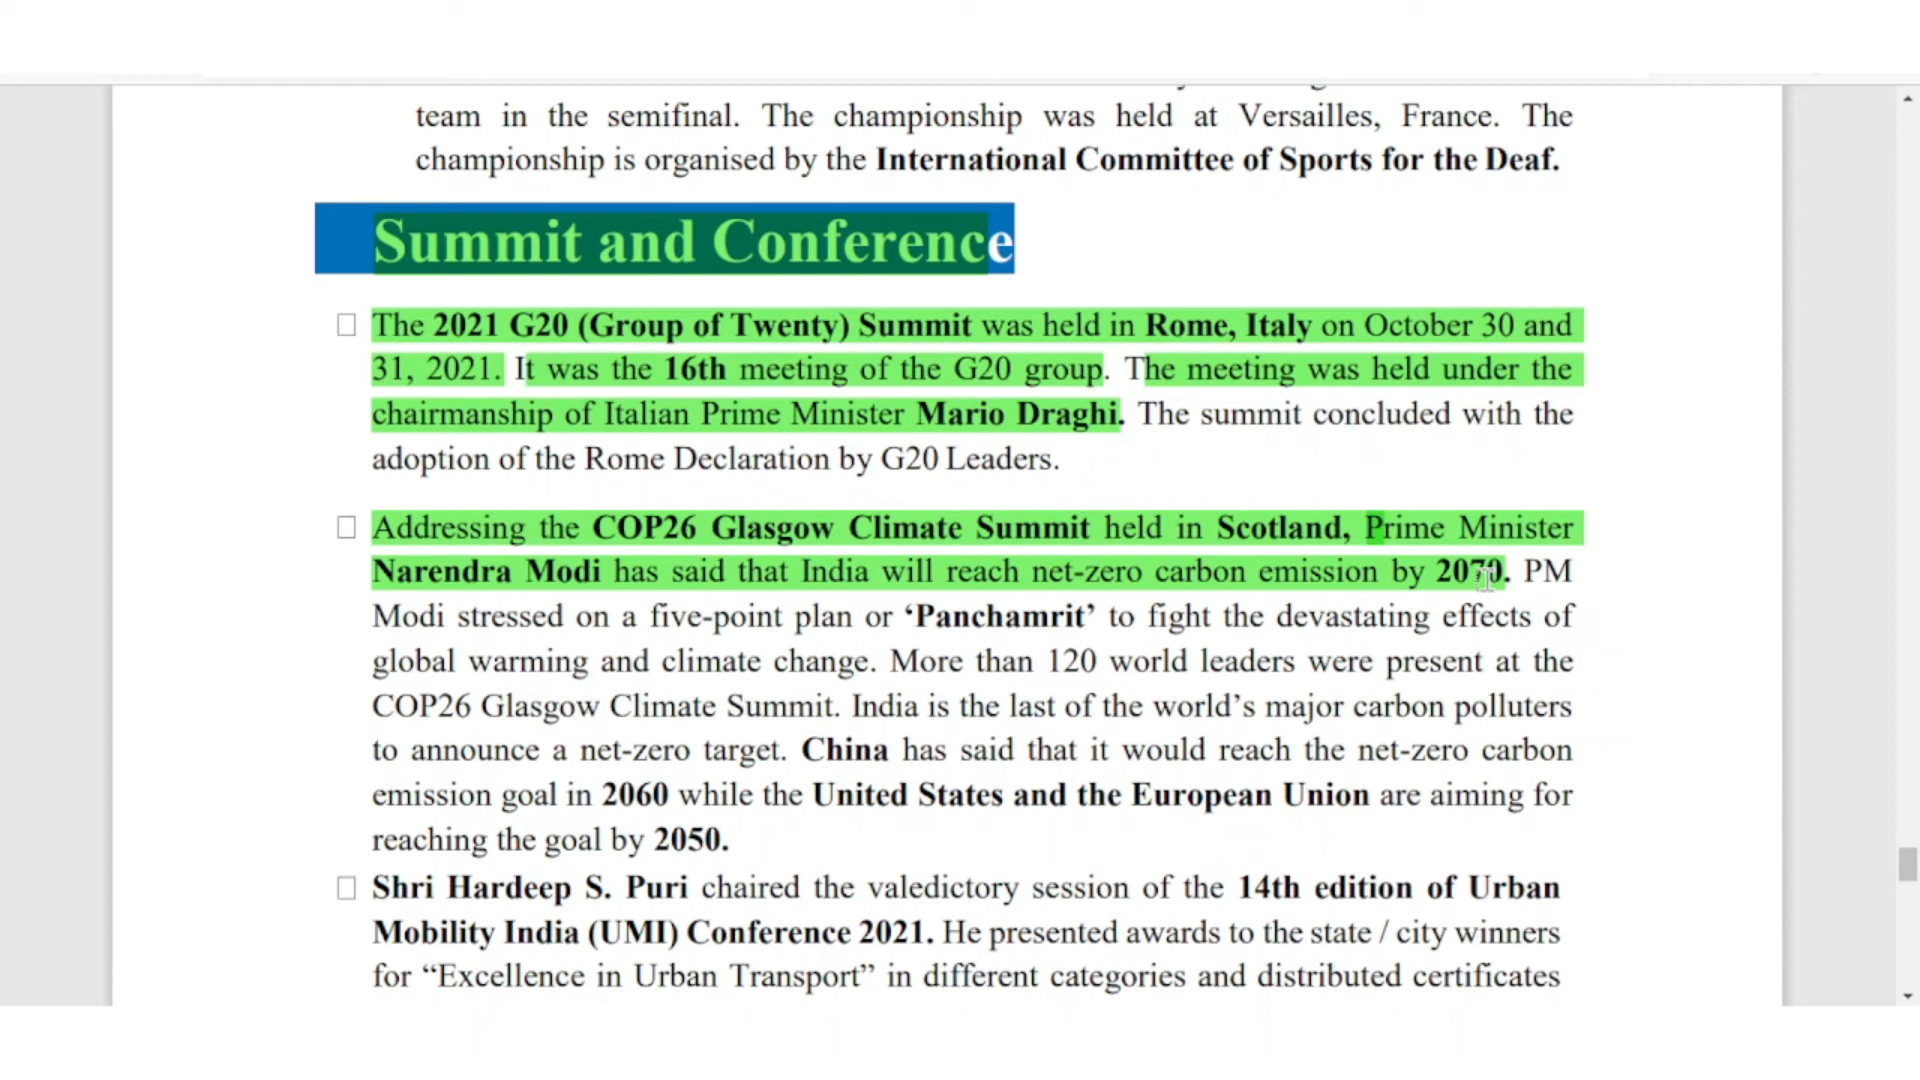 team in the semifinal. The championship was held at Versailles, France. The
championship is organised by the International Committee of Sports for the Deaf.
Summit and Conference
The 2021 G20 (Group of Twenty) Summit was held in Rome, Italy on October 30 and
31, 2021. It was the 16th meeting of the G20 group. The meeting was held under the
chairmanship of Italian Prime Minister Mario Draghi. The summit concluded with the
adoption of the Rome Declaration by G20 Leaders.
Addressing the COP26 Glasgow Climate Summit held in Scotland, Prime Minister
Narendra Modi has said that India will reach net-zero carbon emission by 2070. PM
Modi stressed on a five-point plan or ‘Panchamrit’ to fight the devastating effects of
global warming and climate change. More than 120 world leaders were present at the
COP26 Glasgow Climate Summit. India is the last of the world’s major carbon polluters
to announce a net-zero target. China has said that it would reach the net-zero carbon
emission goal in 2060 while the United States and the European Union are aiming for
reaching the goal by 2050.
Shri Hardeep S. Puri chaired the valedictory session of the 14th edition of Urban
Mobility India (UMI) Conference 2021. He presented awards to the state / city winners
for “Excellence in Urban Transport” in different categories and distributed certificates